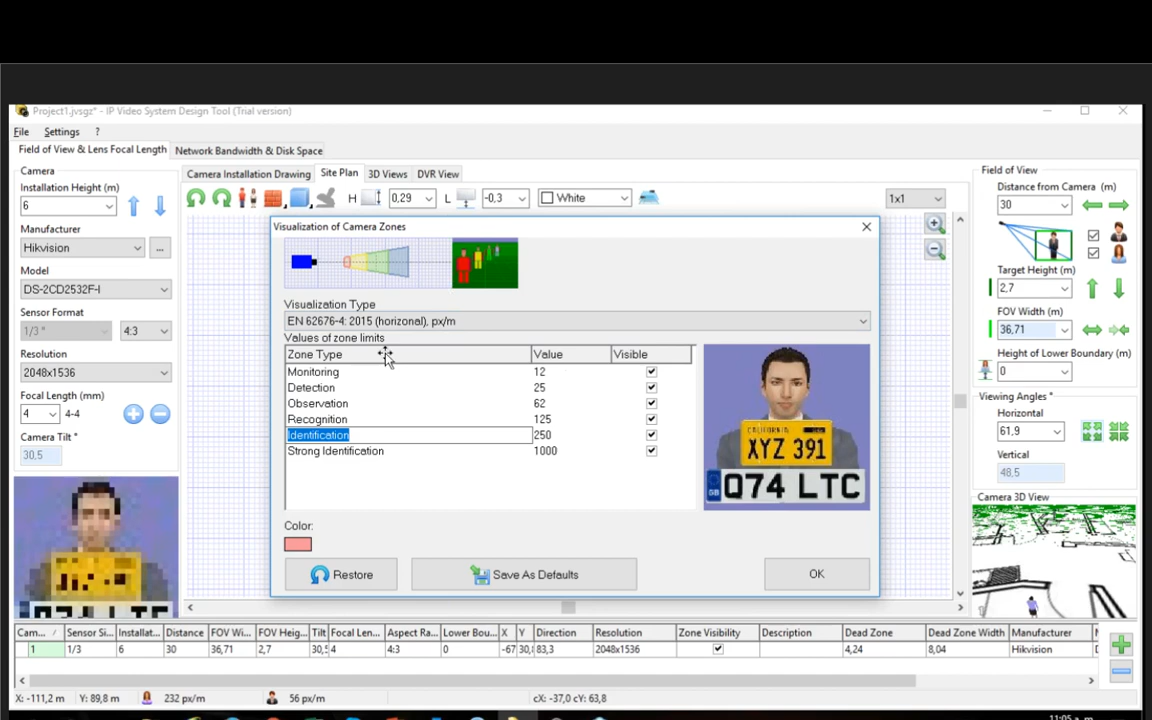 Project1.jvsgz* - IP Video System Design Tool (Trial version)
File Settings ?
Field of View & Lens Focal Length Network Bandwidth & Disk Space
Camera
Installation Height (m)
6
Manufacturer
Hikvision ...
Model
DS-2CD2532F-I
Sensor Format
1/3 " 4:3
Resolution
2048x1536
Focal Length (mm)
4 4-4
Camera Tilt °
30,5
Camera Installation Drawing Site Plan 3D Views DVR View
H 0,29 L -0,3 White 1x1
Visualization of Camera Zones
Visualization Type
EN 62676-4: 2015 (horizonal), px/m
Values of zone limits
Zone Type Value Visible
Monitoring 12
Detection 25
Observation 62
Recognition 125
Identification 250
Strong Identification 1000
CALIFORNIA
XYZ 391
GB Q74 LTC
Color:
Restore Save As Defaults OK
Field of View
Distance from Camera (m)
30
Target Height (m)
2,7
FOV Width (m)
36,71
Height of Lower Boundary (m)
0
Viewing Angles °
Horizontal
61,9
Vertical
48,5
Camera 3D View
Cam... Sensor Si... Installat... Distance FOV Wi... FOV Heig... Tilt Focal Len... Aspect Ra... Lower Bou... X Y Direction Resolution Zone Visibility Description Dead Zone Dead Zone Width Manufacturer
1 1/3 6 30 36,71 2,7 30,5 4 4:3 0 -67 30, 83,3 2048x1536 4,24 8,04 Hikvision
X: -111,2 m Y: 89,8 m 232 px/m 56 px/m cX: -37,0 cY: 63,8
11:05 a. m.